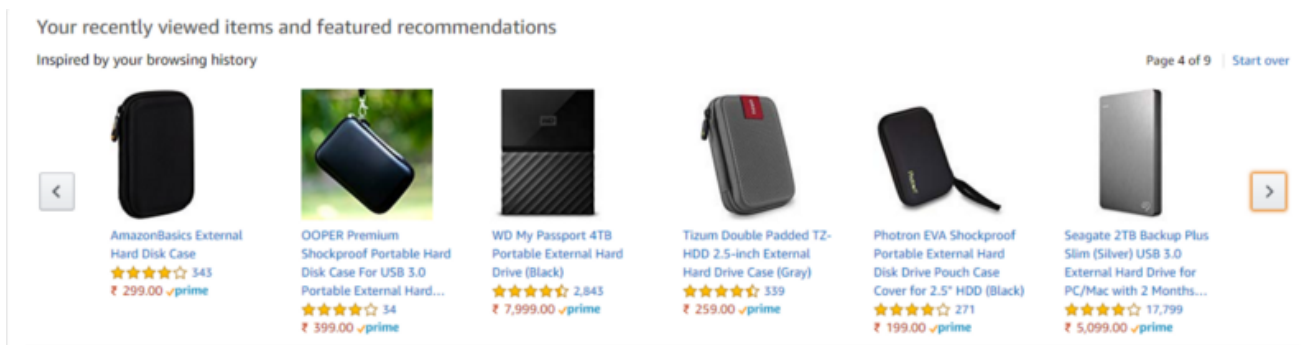 Your recently viewed items and featured recommendations
Inspired by your browsing history
Page 4 of 9 | Start over
AmazonBasics External
Hard Disk Case
343
₹ 299.00 prime
OOPER Premium
Shockproof Portable Hard
Disk Case For USB 3.0
Portable External Hard...
34
₹ 399.00 prime
WD
WD My Passport 4TB
Portable External Hard
Drive (Black)
2,843
₹ 7,999.00 prime
Tizum Double Padded TZ-
HDD 2.5-inch External
Hard Drive Case (Gray)
339
₹ 259.00 prime
Photron EVA Shockproof
Portable External Hard
Disk Drive Pouch Case
Cover for 2.5" HDD (Black)
271
₹ 199.00 prime
Seagate 2TB Backup Plus
Slim (Silver) USB 3.0
External Hard Drive for
PC/Mac with 2 Months...
17,799
₹ 5,099.00 prime